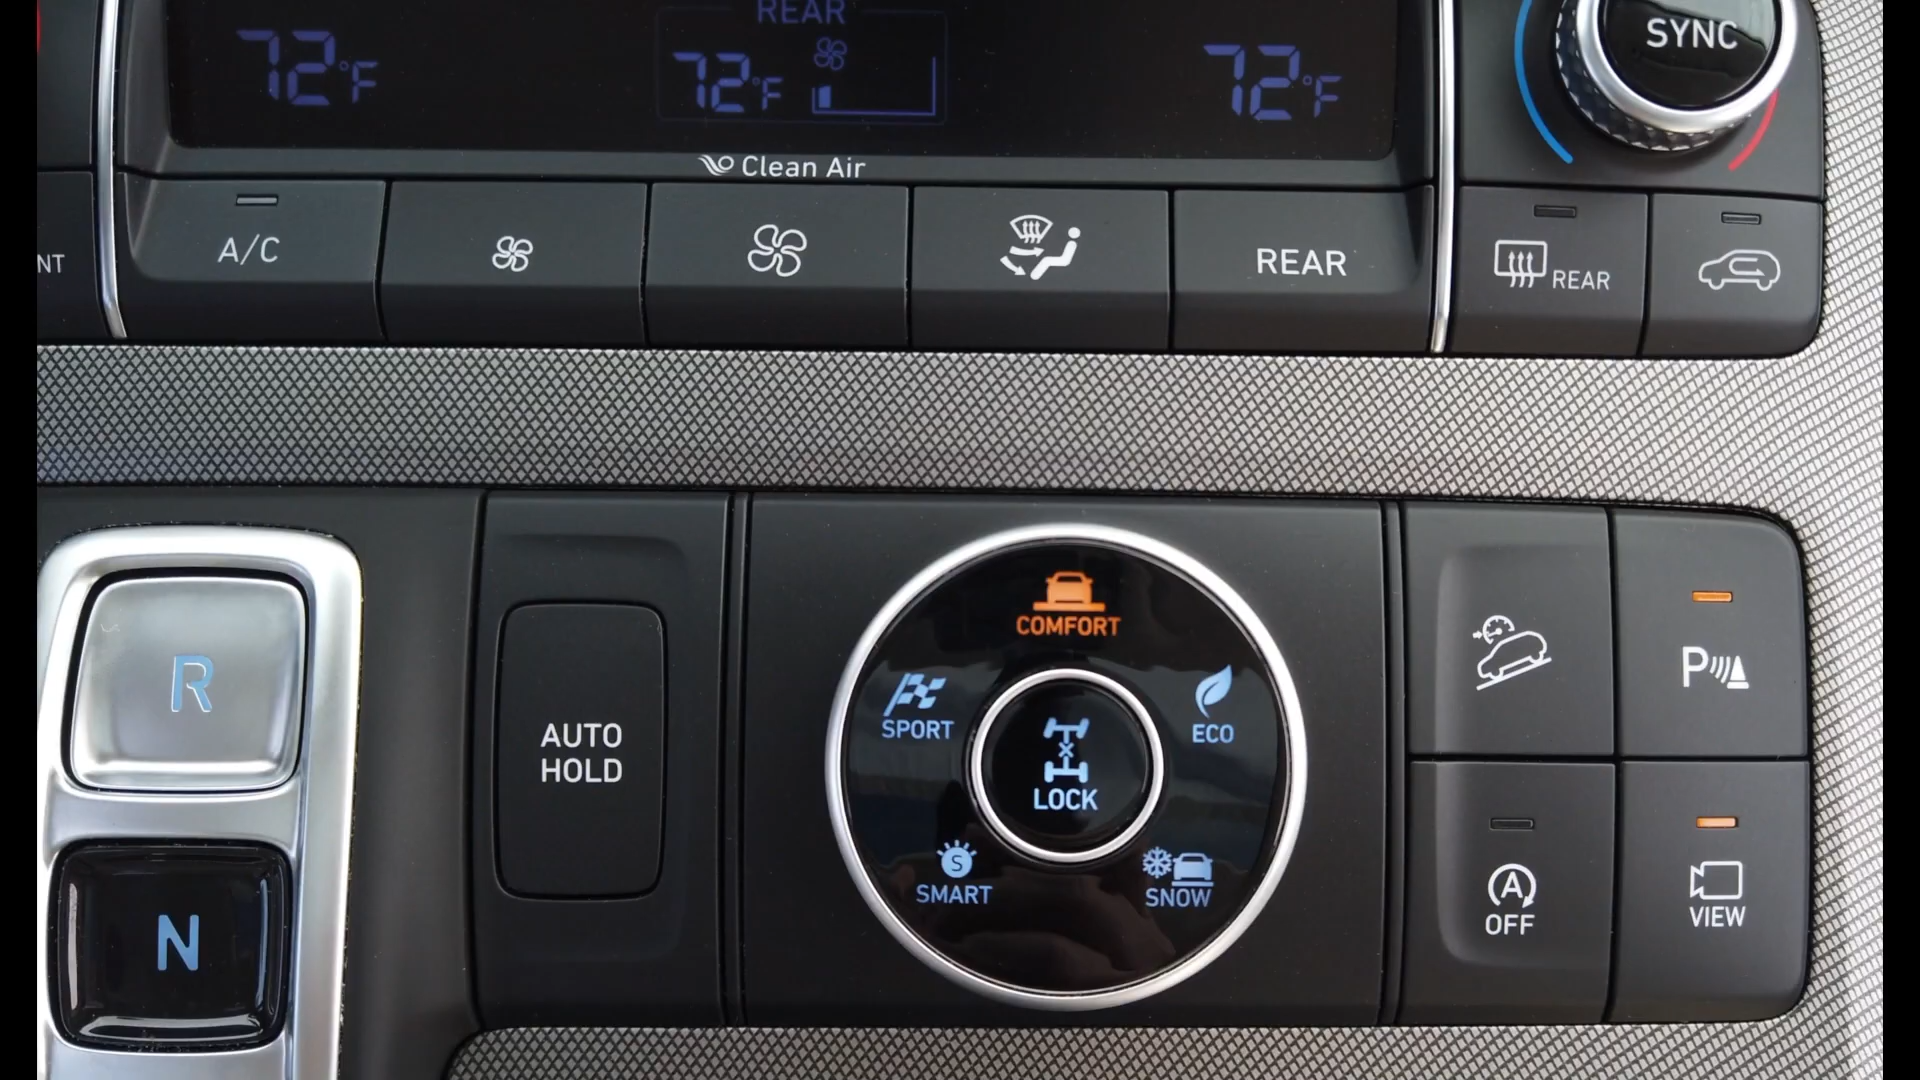 REAR
72°F
72°F
72°F
SYNC
Clean Air
NT
A/C
REAR
REAR
COMFORT
SPORT
ECO
LOCK
SMART
SNOW
R
N
AUTO
HOLD
P
A
OFF
VIEW
S